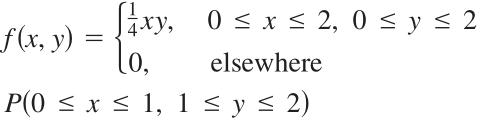 f(x, y) = { 1/4 xy, 0 ≤ x ≤ 2, 0 ≤ y ≤ 2
0, elsewhere
P(0 ≤ x ≤ 1, 1 ≤ y ≤ 2)